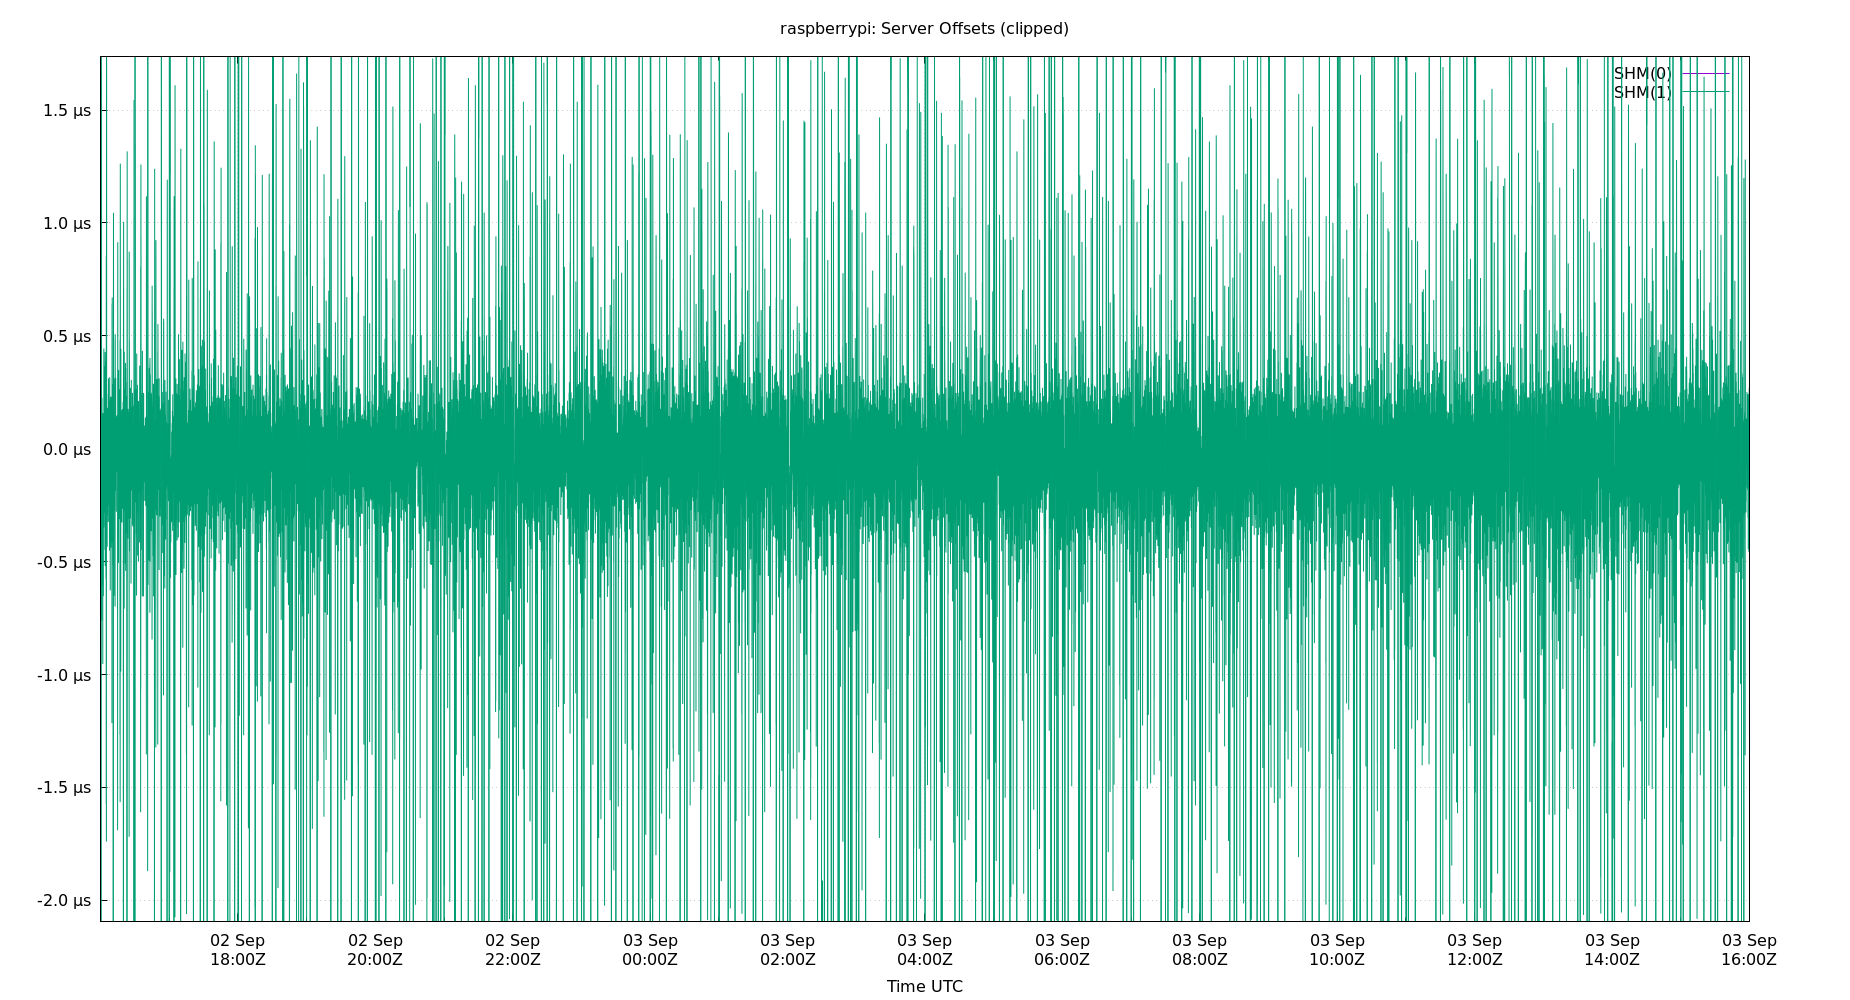 raspberrypi: Server Offsets (clipped)
SHM(0)
SHM(1)
1.5 µs
1.0 µs
0.5 µs
0.0 µs
-0.5 µs
-1.0 µs
-1.5 µs
-2.0 µs
02 Sep 02 Sep 02 Sep 03 Sep 03 Sep 03 Sep 03 Sep 03 Sep 03 Sep 03 Sep 03 Sep 03 Sep
18:00Z 20:00Z 22:00Z 00:00Z 02:00Z 04:00Z 06:00Z 08:00Z 10:00Z 12:00Z 14:00Z 16:00Z
Time UTC